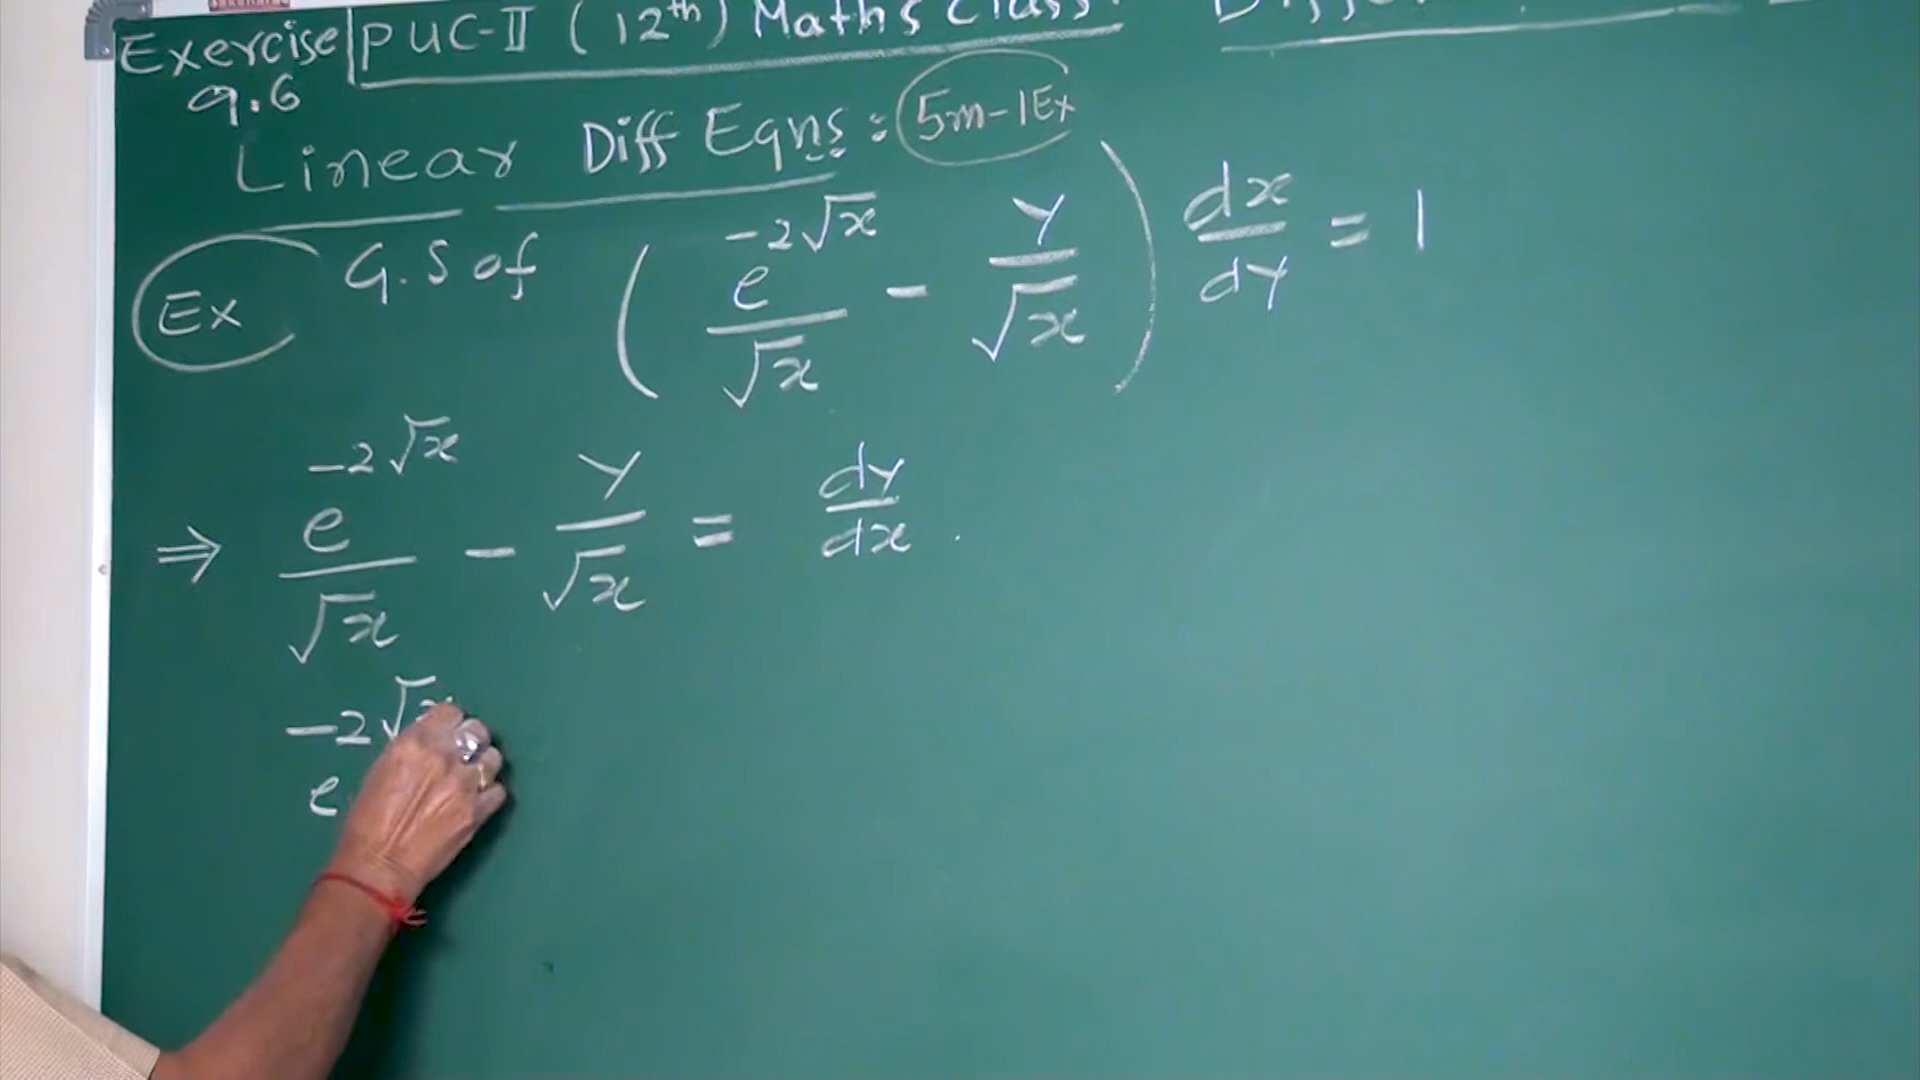 Exercise | PUC-II (12th) Maths Class.
9.6
Linear Diff Eqns : 5m-1Ex
Ex G.S of ( e^{-2√x}/√x - y/√x ) dx/dy = 1
⇒ e^{-2√x}/√x - y/√x = dy/dx .
e^{-2√x}